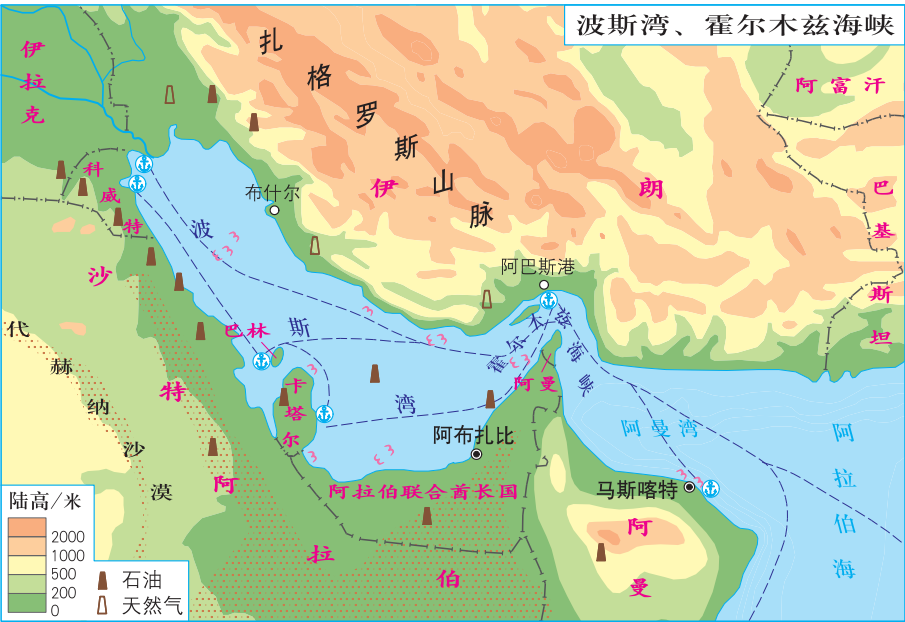 波斯湾、霍尔木兹海峡
伊拉克
扎格罗斯山脉
阿富汗
科威特
布什尔
伊朗
巴基斯坦
波斯湾
阿巴斯港
沙特阿拉伯
代赫纳沙漠
巴林
霍尔木兹海峡
阿曼
卡塔尔
阿布扎比
阿曼湾
阿拉伯海
阿拉伯联合酋长国
马斯喀特
阿曼
陆高/米
2000
1000
500
200
0
石油
天然气